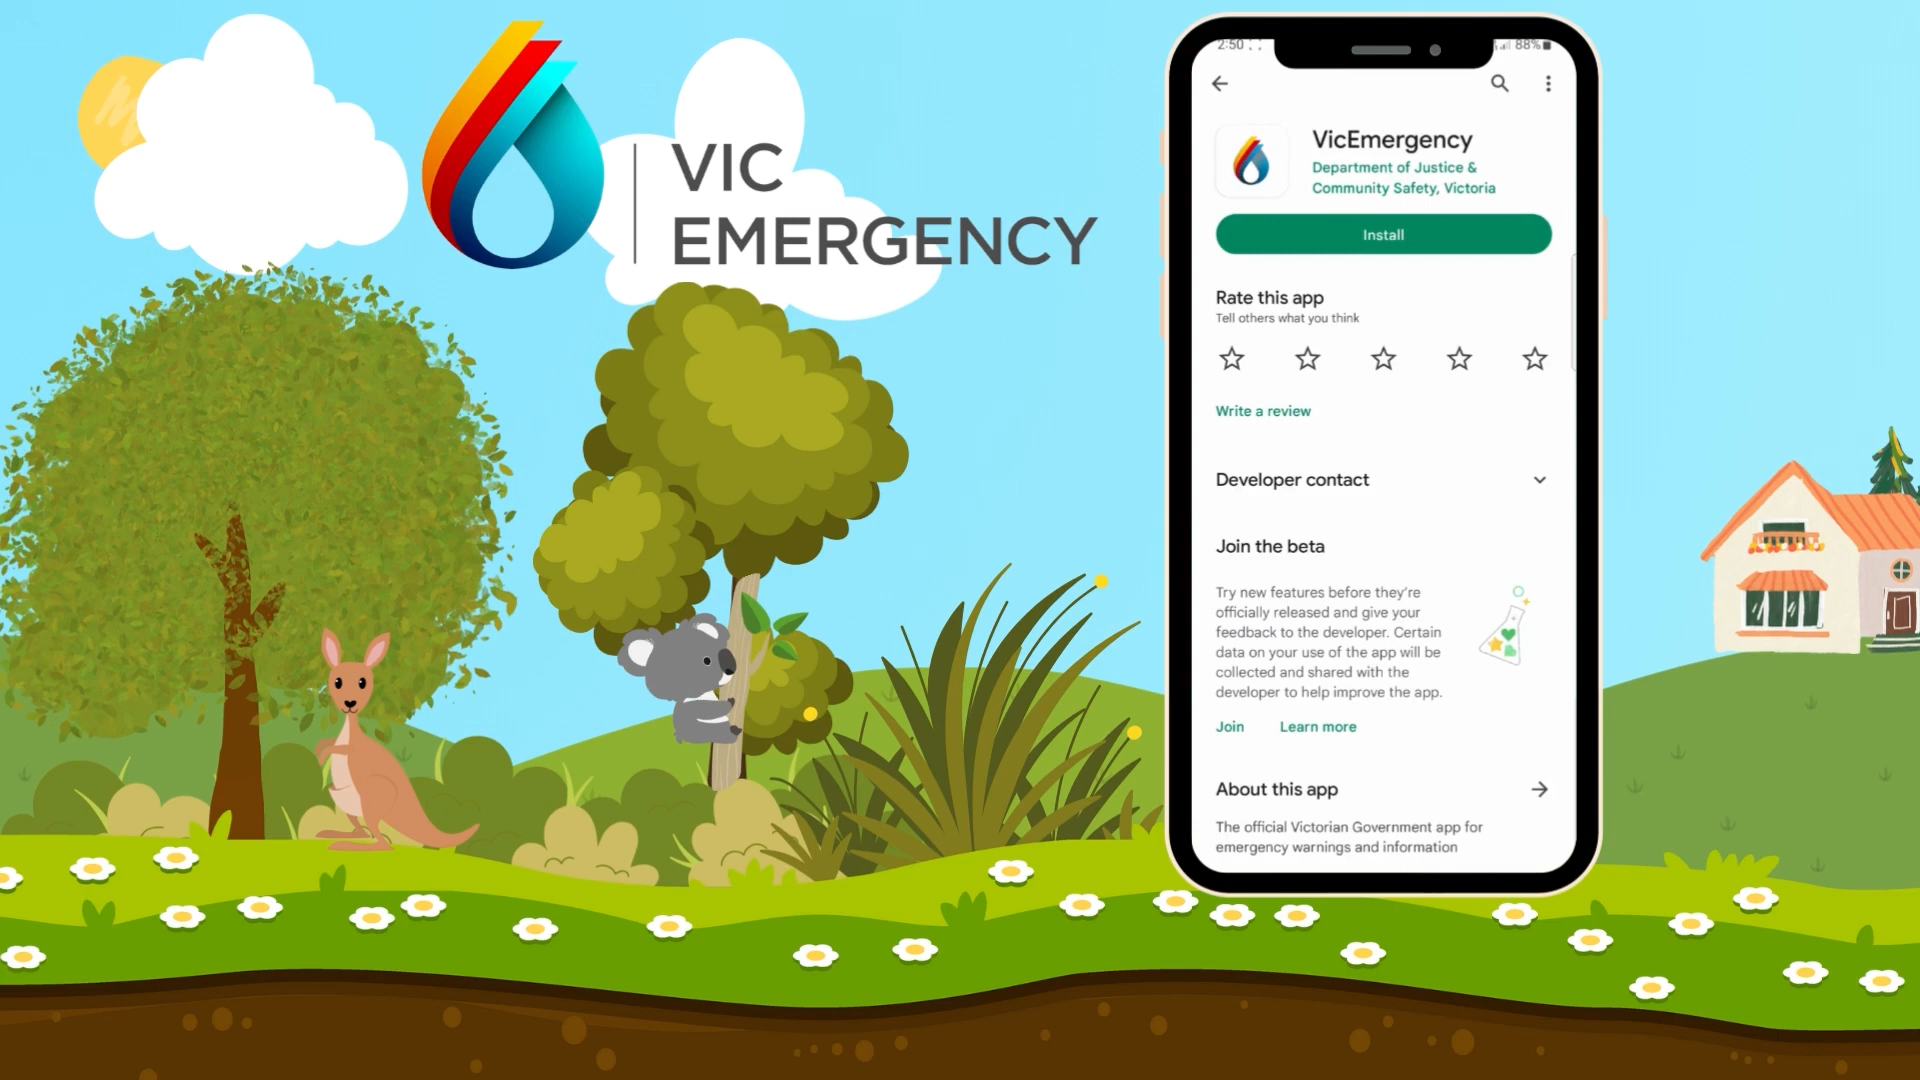 VIC
EMERGENCY
2:50
88%
VicEmergency
Department of Justice &
Community Safety, Victoria
Install
Rate this app
Tell others what you think
Write a review
Developer contact
Join the beta
Try new features before they're
officially released and give your
feedback to the developer. Certain
data on your use of the app will be
collected and shared with the
developer to help improve the app.
Join Learn more
About this app
The official Victorian Government app for
emergency warnings and information